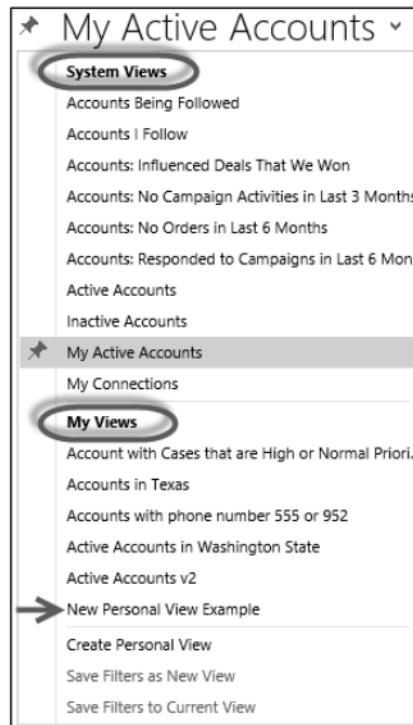 My Active Accounts
System Views
Accounts Being Followed
Accounts I Follow
Accounts: Influenced Deals That We Won
Accounts: No Campaign Activities in Last 3 Months
Accounts: No Orders in Last 6 Months
Accounts: Responded to Campaigns in Last 6 Mon
Active Accounts
Inactive Accounts
My Active Accounts
My Connections
My Views
Account with Cases that are High or Normal Priori.
Accounts in Texas
Accounts with phone number 555 or 952
Active Accounts in Washington State
Active Accounts v2
New Personal View Example
Create Personal View
Save Filters as New View
Save Filters to Current View